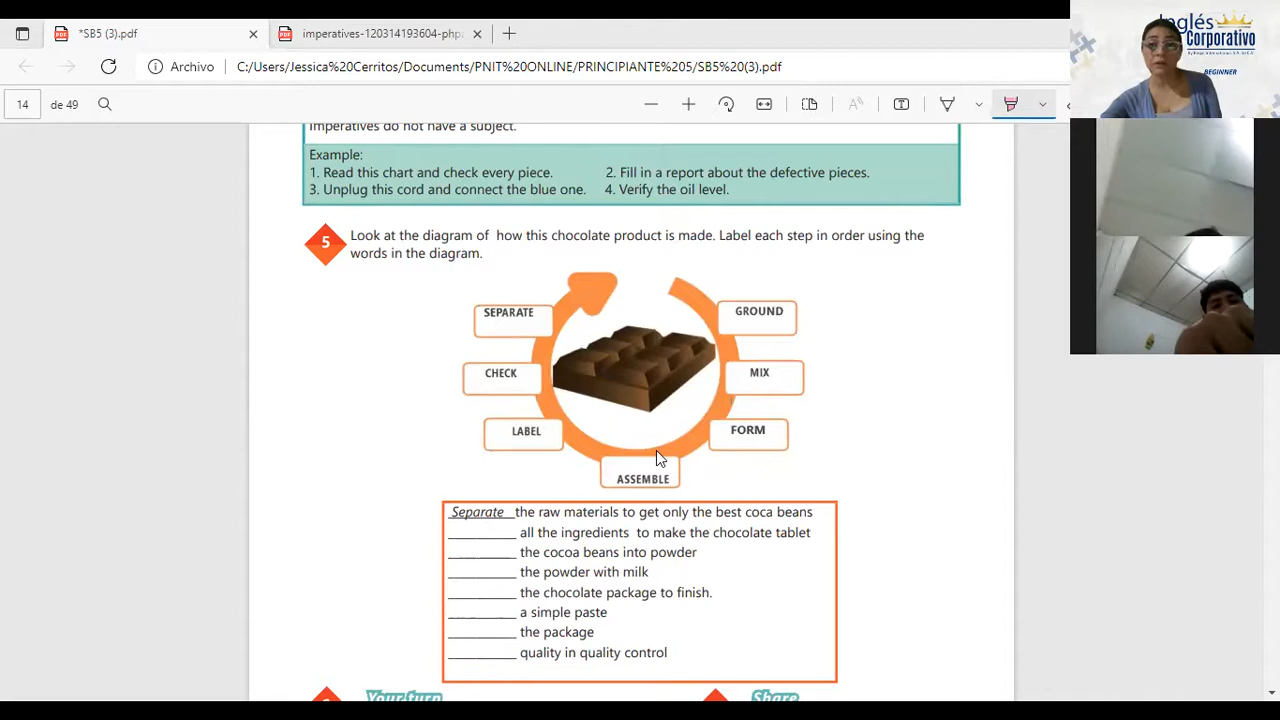 *SB5 (3).pdf
imperatives-120314193604-php
Archivo
C:/Users/Jessica%20Cerritos/Documents/PNIT%20ONLINE/PRINCIPIANTE%205/SB5%20(3).pdf
14
de 49
Inglés
Corporativo
BEGINNER
Imperatives do not have a subject.
Example:
1. Read this chart and check every piece.
2. Fill in a report about the defective pieces.
3. Unplug this cord and connect the blue one.
4. Verify the oil level.
5
Look at the diagram of how this chocolate product is made. Label each step in order using the
words in the diagram.
SEPARATE
GROUND
CHECK
MIX
LABEL
FORM
ASSEMBLE
Separate the raw materials to get only the best coca beans
__________ all the ingredients to make the chocolate tablet
__________ the cocoa beans into powder
__________ the powder with milk
__________ the chocolate package to finish.
__________ a simple paste
__________ the package
__________ quality in quality control
Your turn
Share